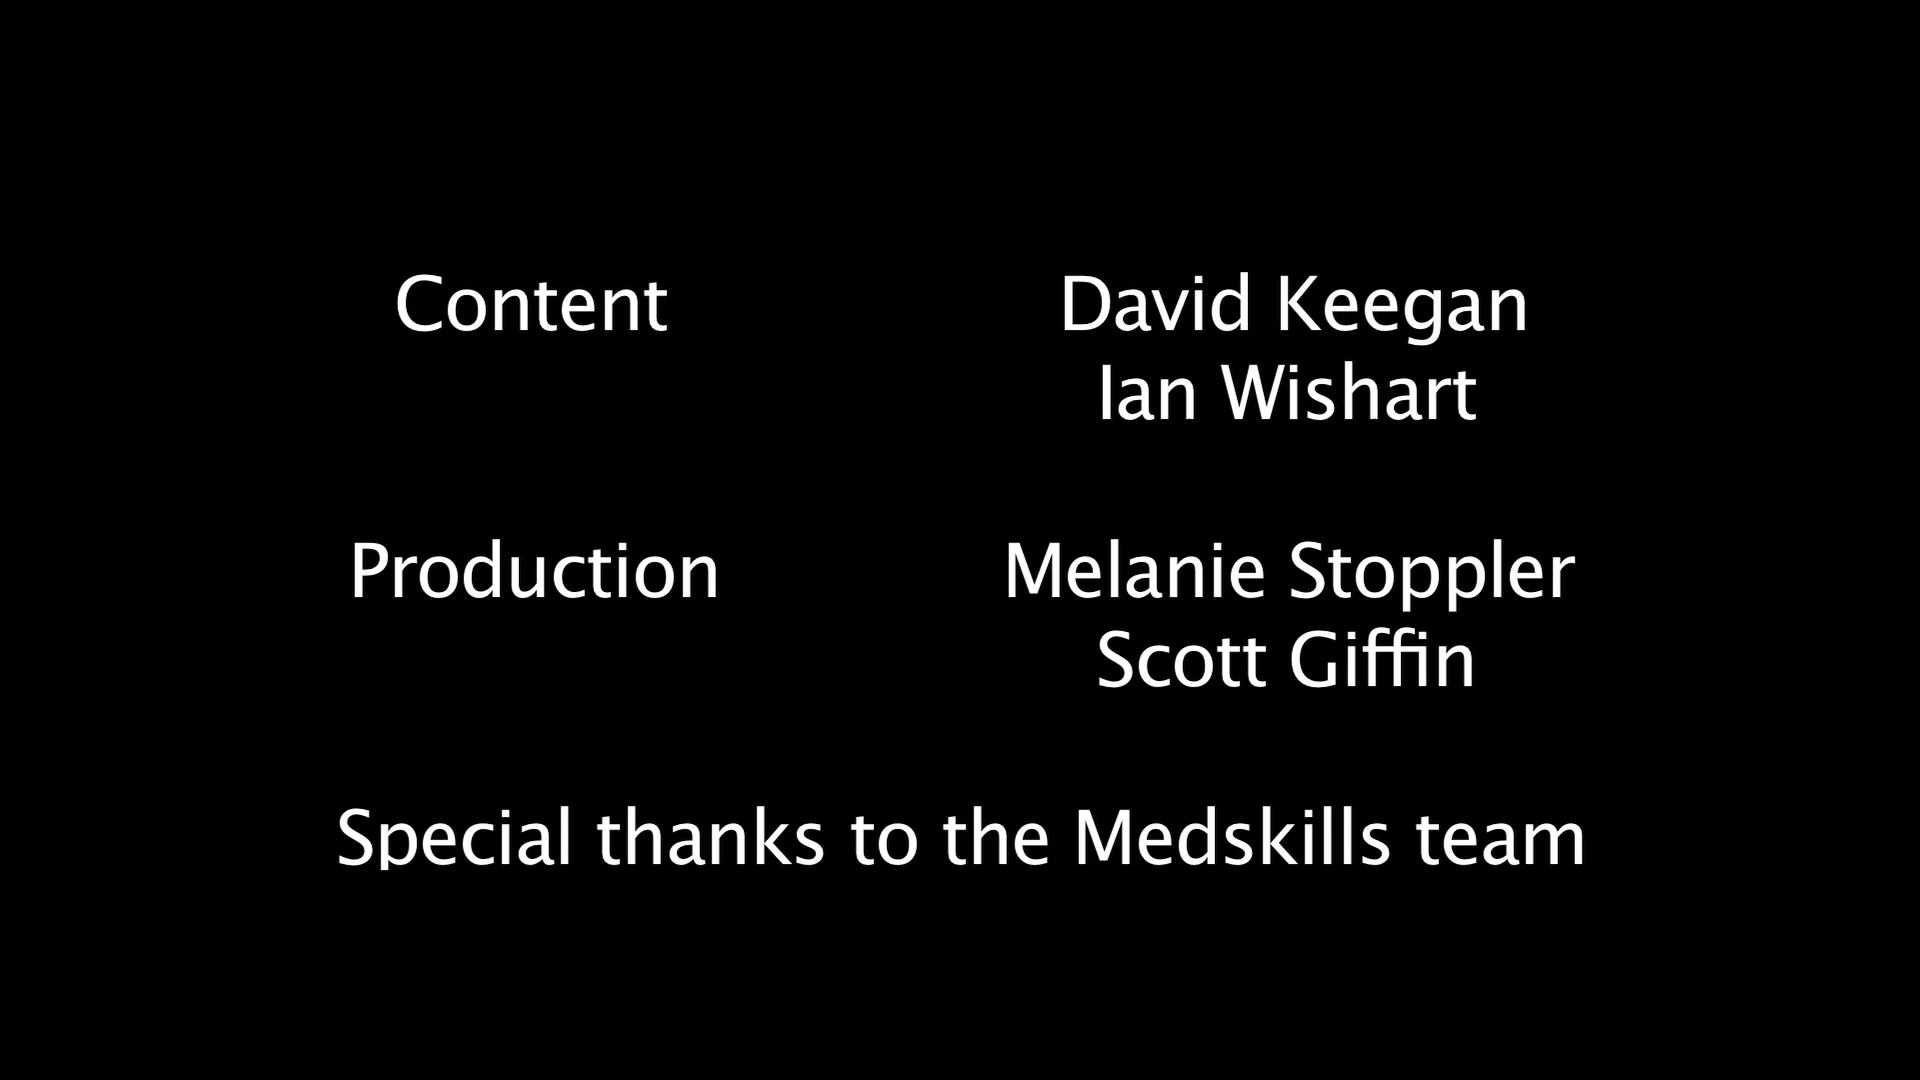 Content David Keegan
Ian Wishart
Production Melanie Stoppler
Scott Giffin
Special thanks to the Medskills team